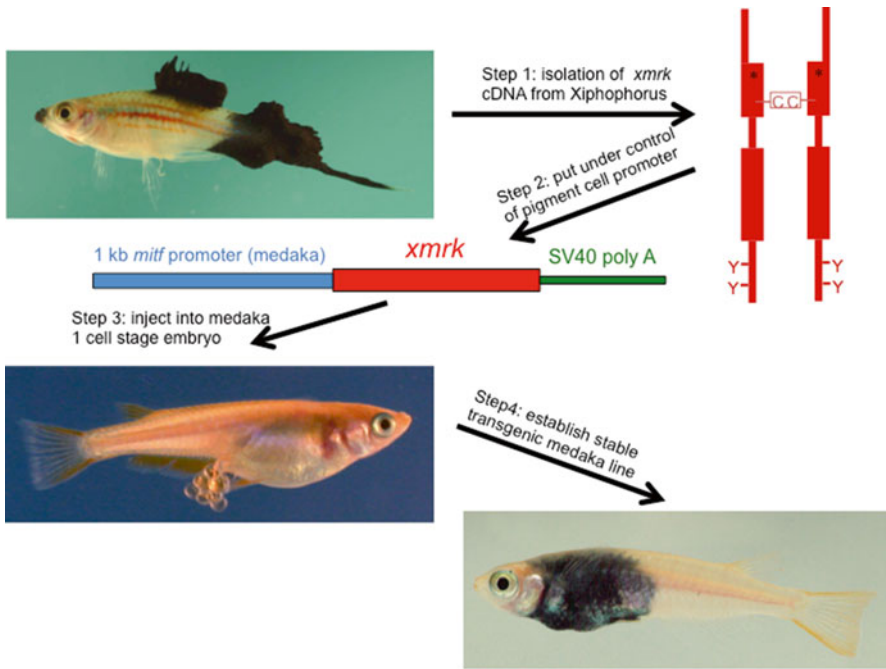 Step 1: isolation of xmrk
cDNA from Xiphophorus
* *
C C
Step 2: put under control
of pigment cell promoter
Y Y
Y Y
1 kb mitf promoter (medaka)
xmrk
SV40 poly A
Step 3: inject into medaka
1 cell stage embryo
Step4: establish stable
transgenic medaka line